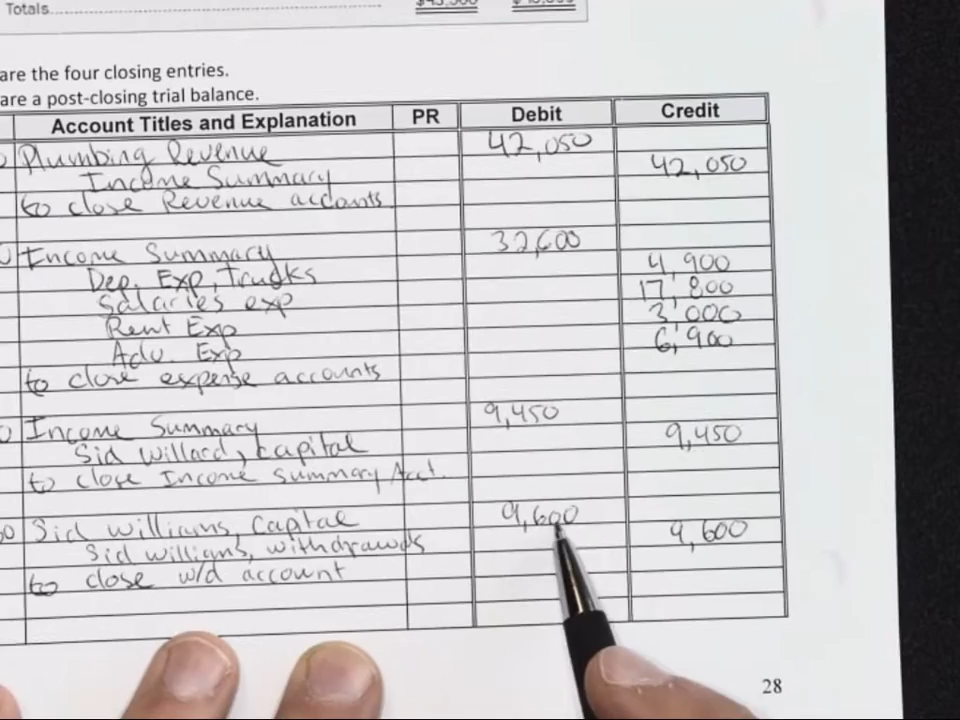 Totals
are the four closing entries.
are a post-closing trial balance.
Account Titles and Explanation PR Debit Credit
Plumbing Revenue 42,050
Income Summary 42,050
to close Revenue accounts
Income Summary 32,600
Dep. Exp, Trucks 4,900
Salaries exp 17,800
Rent Exp 3,000
Adv. Exp 6,900
to close expense accounts
Income Summary 9,450
Sid Willard, Capital 9,450
to close Income Summary Acct.
Sid Williams, Capital 9,600
Sid Willians, withdrawals 9,600
to close w/d account
28